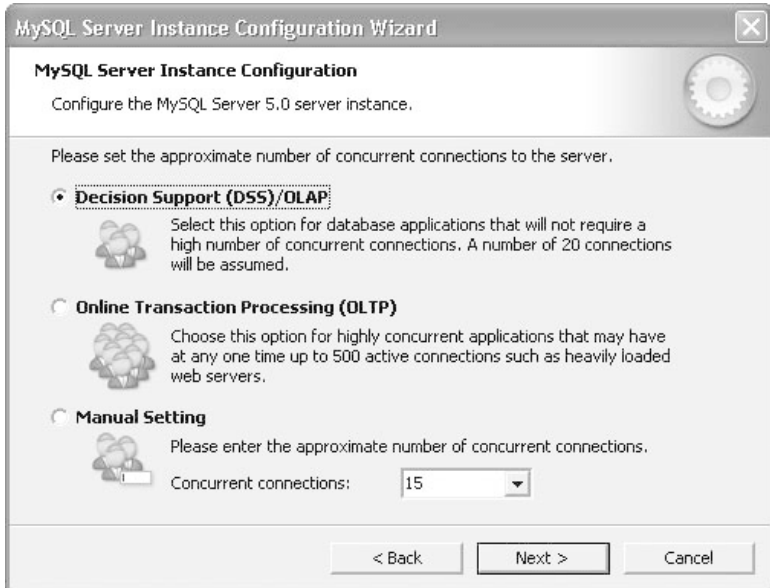 MySQL Server Instance Configuration Wizard
MySQL Server Instance Configuration
Configure the MySQL Server 5.0 server instance.
Please set the approximate number of concurrent connections to the server.
Decision Support (DSS)/OLAP
Select this option for database applications that will not require a
high number of concurrent connections. A number of 20 connections
will be assumed.
Online Transaction Processing (OLTP)
Choose this option for highly concurrent applications that may have
at any one time up to 500 active connections such as heavily loaded
web servers.
Manual Setting
Please enter the approximate number of concurrent connections.
Concurrent connections: 15
< Back Next > Cancel